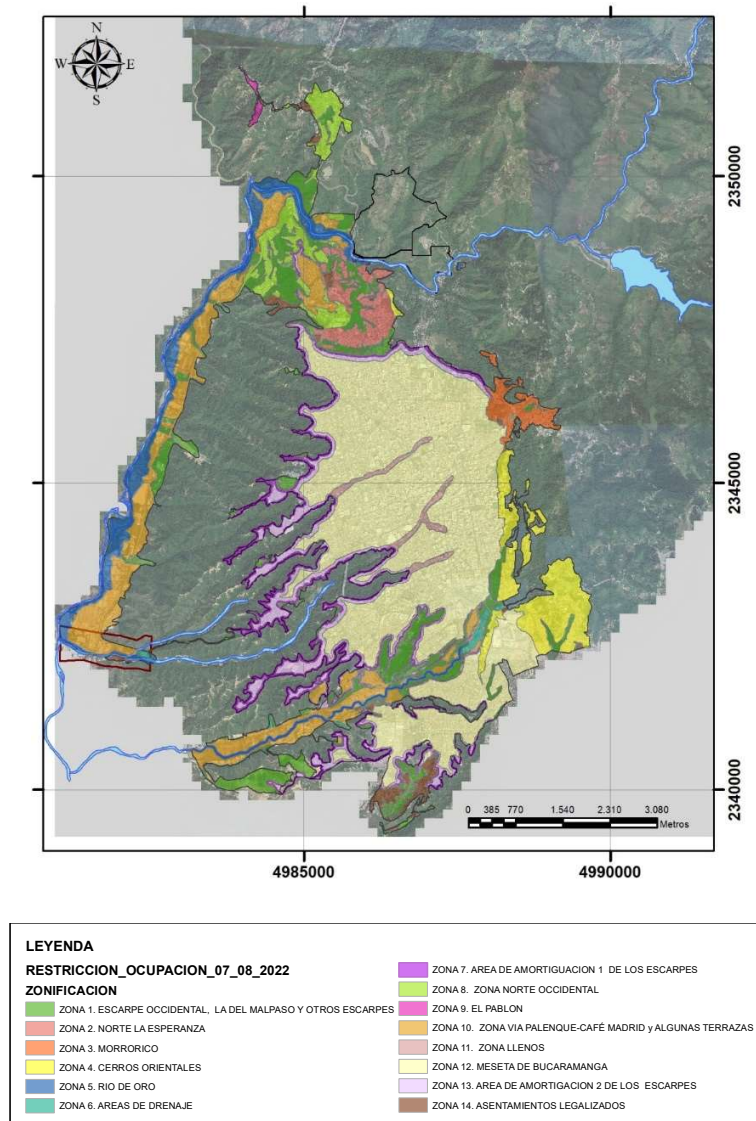 N
W E
S
2350000
2345000
2340000
0 385 770 1.540 2.310 3.080
Metros
4985000 4990000
LEYENDA
RESTRICCION_OCUPACION_07_08_2022
ZONIFICACION
ZONA 1. ESCARPE OCCIDENTAL, LA DEL MALPASO Y OTROS ESCARPES
ZONA 2. NORTE LA ESPERANZA
ZONA 3. MORRORICO
ZONA 4. CERROS ORIENTALES
ZONA 5. RIO DE ORO
ZONA 6. AREAS DE DRENAJE
ZONA 7. AREA DE AMORTIGUACION 1 DE LOS ESCARPES
ZONA 8. ZONA NORTE OCCIDENTAL
ZONA 9. EL PABLON
ZONA 10. ZONA VIA PALENQUE-CAFÉ MADRID y ALGUNAS TERRAZAS
ZONA 11. ZONA LLENOS
ZONA 12. MESETA DE BUCARAMANGA
ZONA 13. AREA DE AMORTIGACION 2 DE LOS ESCARPES
ZONA 14. ASENTAMIENTOS LEGALIZADOS